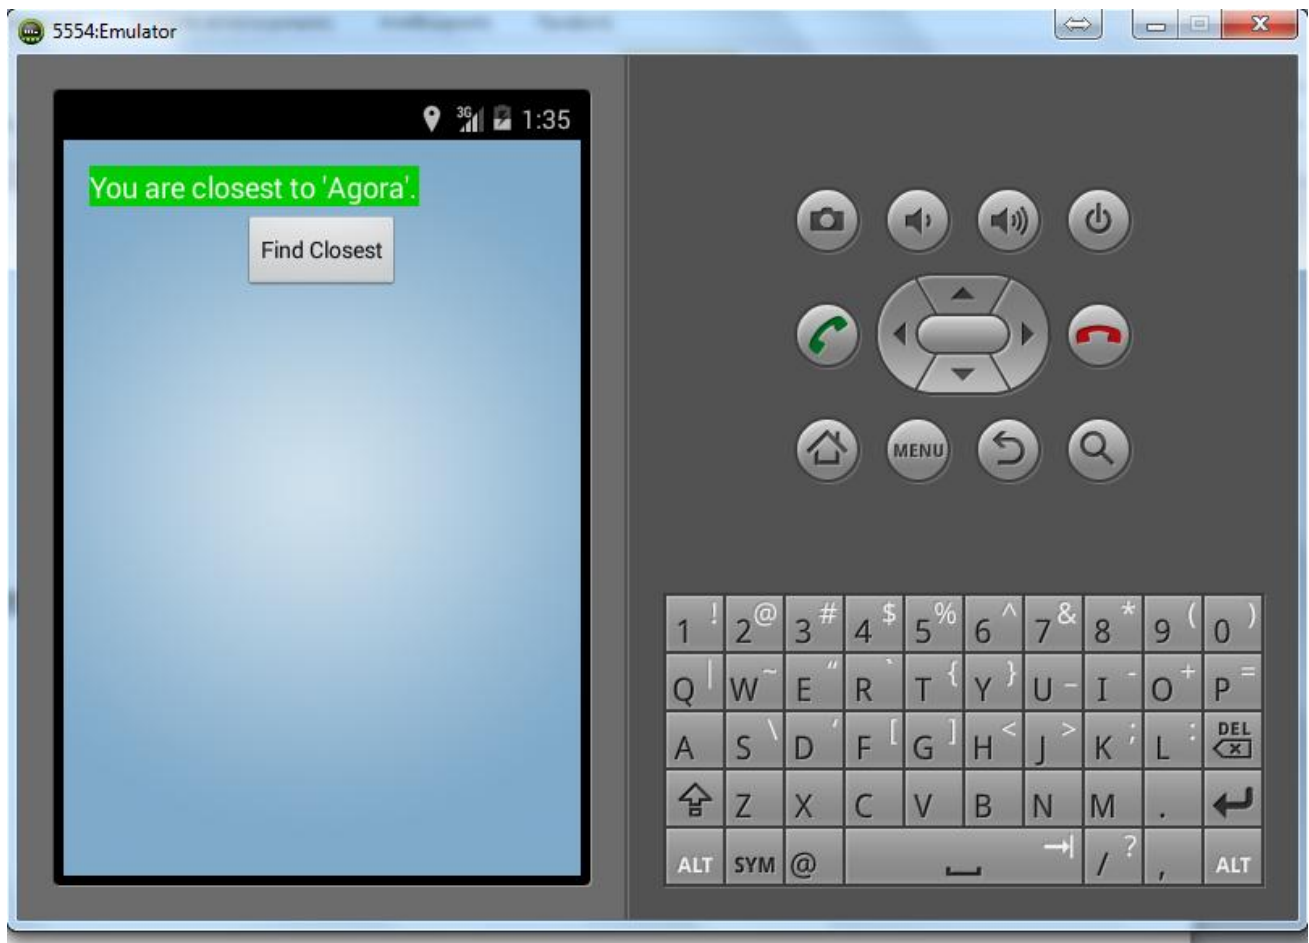 5554:Emulator
3G 1:35
You are closest to 'Agora'.
Find Closest
MENU
1 ! 2 @ 3 # 4 $ 5 % 6 ^ 7 & 8 * 9 ( 0 )
Q | W ~ E " R ` T { Y } U _ I - O + P =
A S \ D ' F [ G ] H < J > K ; L : DEL
Z X C V B N M .
ALT SYM @ / ? , ALT